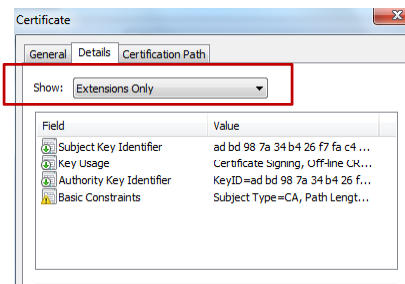 Certificate
General Details Certification Path
Show: Extensions Only
Field Value
Subject Key Identifier ad bd 98 7a 34 b4 26 f7 fa c4 ...
Key Usage Certificate Signing, Off-line CR...
Authority Key Identifier KeyID=ad bd 98 7a 34 b4 26 f...
Basic Constraints Subject Type=CA, Path Lengt...